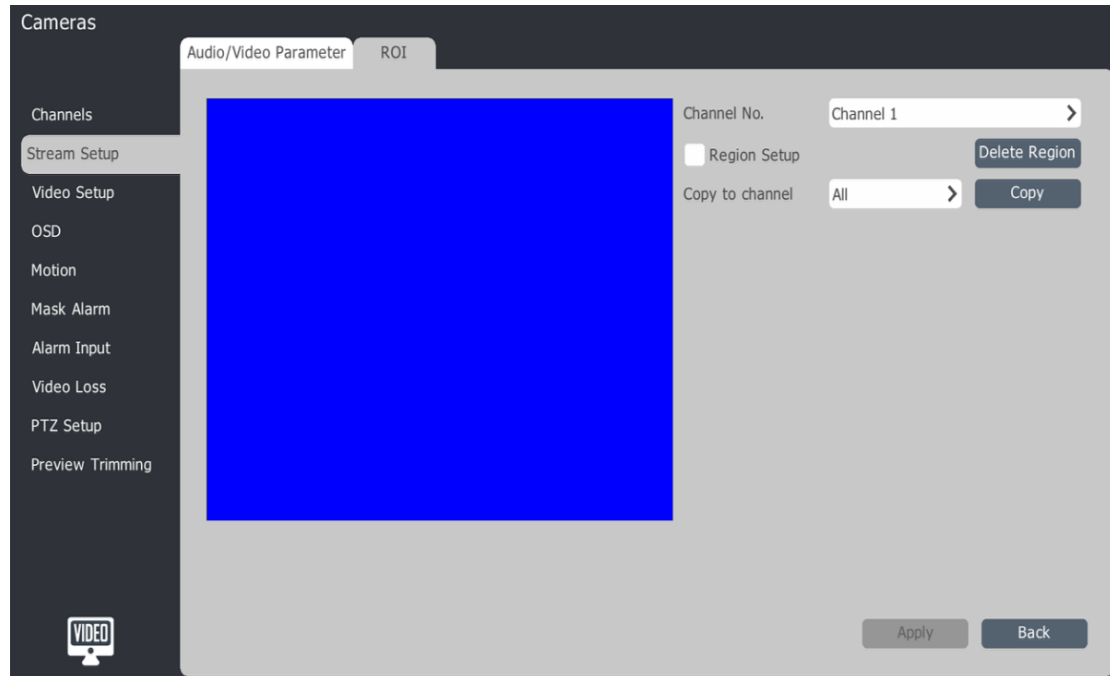 Cameras
Audio/Video Parameter ROI
Channels
Stream Setup
Video Setup
OSD
Motion
Mask Alarm
Alarm Input
Video Loss
PTZ Setup
Preview Trimming
VIDEO
Channel No. Channel 1
Region Setup Delete Region
Copy to channel All Copy
Apply Back